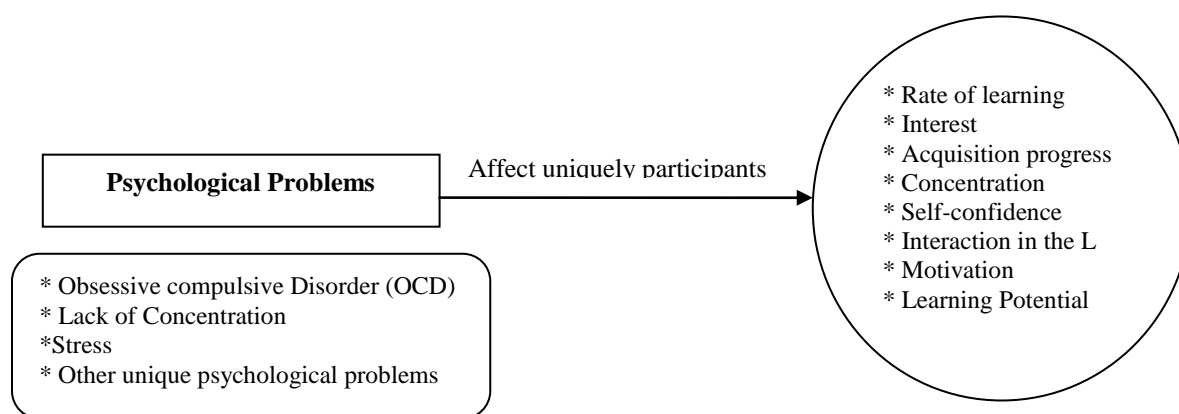 Psychological Problems
* Obsessive compulsive Disorder (OCD)
* Lack of Concentration
*Stress
* Other unique psychological problems
Affect uniquely participants
* Rate of learning
* Interest
* Acquisition progress
* Concentration
* Self-confidence
* Interaction in the L
* Motivation
* Learning Potential